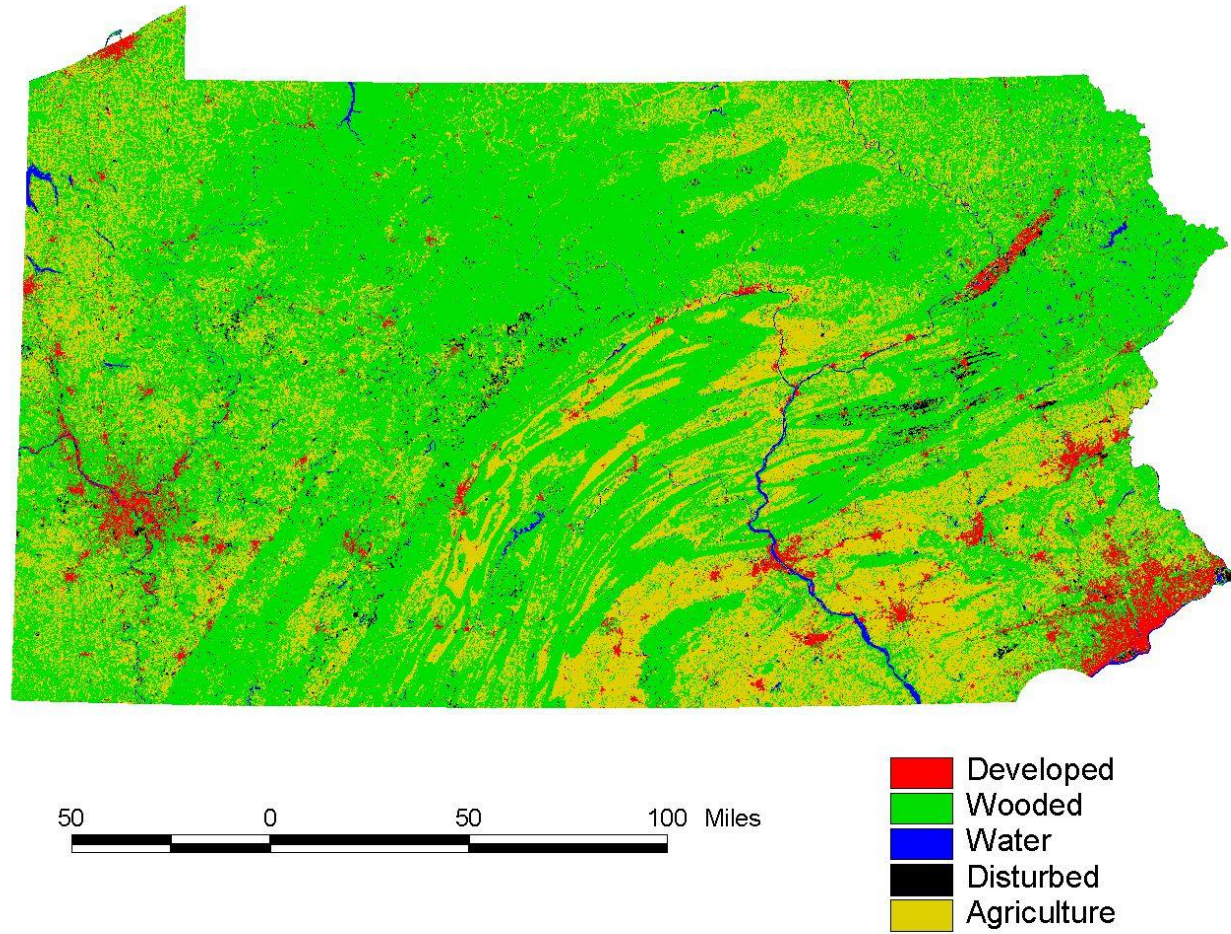 50 0 50 100 Miles
Developed
Wooded
Water
Disturbed
Agriculture